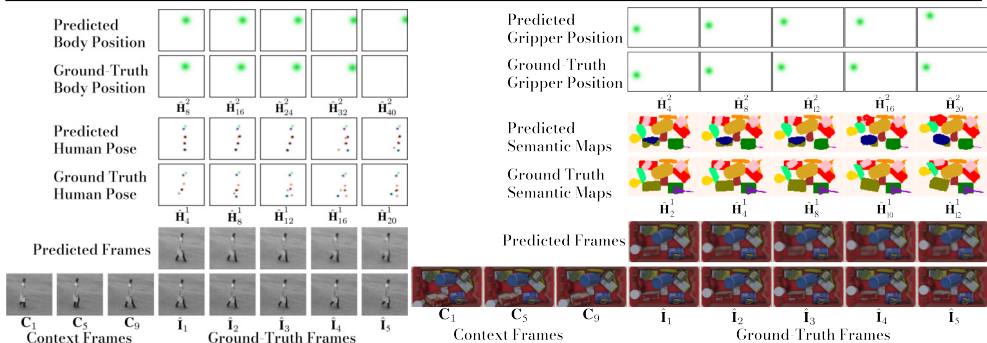 Predicted
Body Position
Ground-Truth
Body Position
Ĥ²₈ Ĥ²₁₆ Ĥ²₂₄ Ĥ²₃₂ Ĥ²₄₀
Predicted
Human Pose
Ground Truth
Human Pose
Ĥ¹₄ Ĥ¹₈ Ĥ¹₁₂ Ĥ¹₁₆ Ĥ¹₂₀
Predicted Frames
C₁ C₅ C₉ Î₁ Î₂ Î₃ Î₄ Î₅
Context Frames Ground-Truth Frames
Predicted
Gripper Position
Ground-Truth
Gripper Position
Ĥ²₄ Ĥ²₈ Ĥ²₁₂ Ĥ²₁₆ Ĥ²₂₀
Predicted
Semantic Maps
Ground Truth
Semantic Maps
Ĥ¹₂ Ĥ¹₄ Ĥ¹₈ Ĥ¹₁₀ Ĥ¹₁₂
Predicted Frames
C₁ C₅ C₉ Î₁ Î₂ Î₃ Î₄ Î₅
Context Frames Ground-Truth Frames